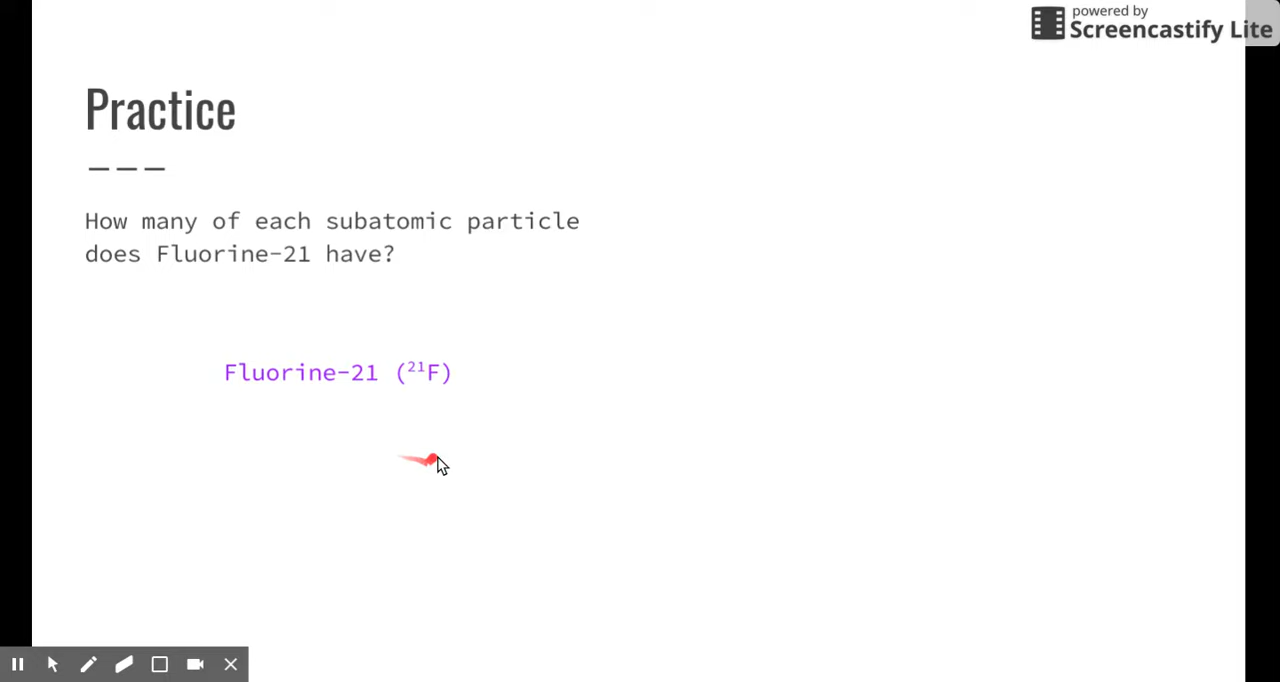 powered by
Screencastify Lite
Practice
How many of each subatomic particle
does Fluorine-21 have?
Fluorine-21 (²¹F)